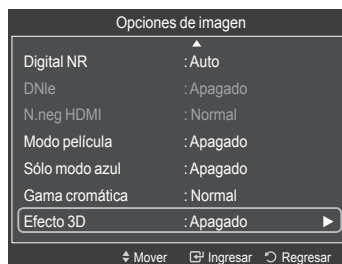 Opciones de imagen
Digital NR : Auto
DNIe : Apagado
N.neg HDMI : Normal
Modo película : Apagado
Sólo modo azul : Apagado
Gama cromática : Normal
Efecto 3D : Apagado
Mover Ingresar Regresar